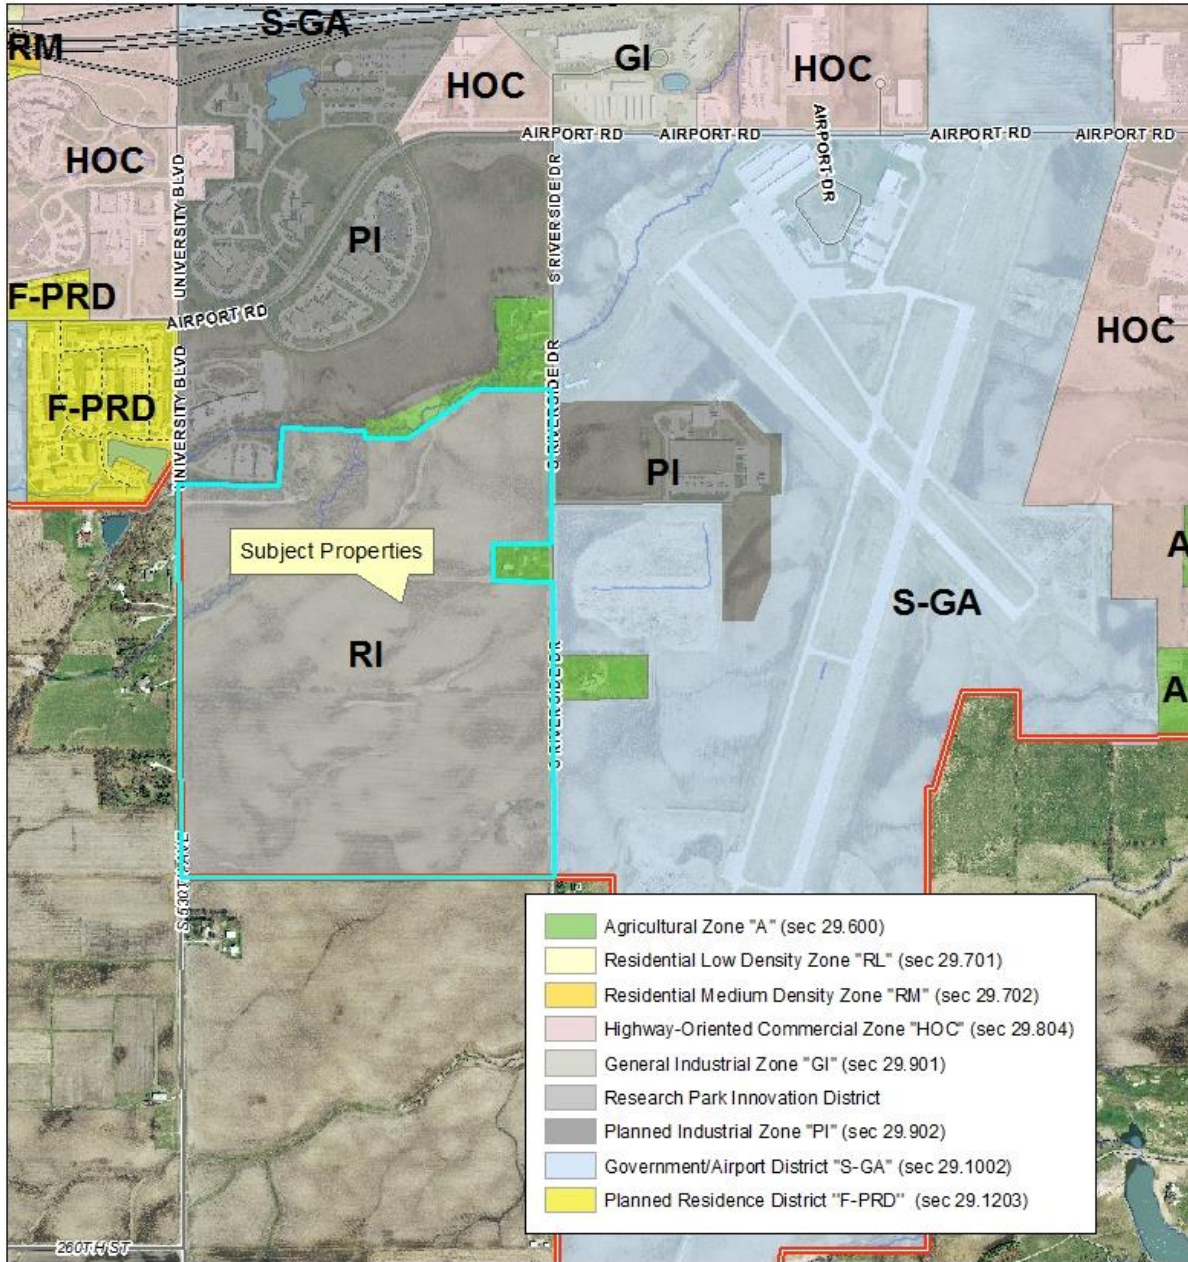 S-GA
RM
GI
HOC
HOC
AIRPORT RD
AIRPORT RD
AIRPORT RD
AIRPORT RD
AIRPORT DR
HOC
UNIVERSITY BLVD
S RIVERSIDE DR
PI
F-PRD
AIRPORT RD
HOC
S RIVERSIDE DR
F-PRD
UNIVERSITY BLVD
PI
Subject Properties
A
S-GA
RI
S RIVERSIDE DR
A
S 530TH AVE
Agricultural Zone "A" (sec 29.600)
Residential Low Density Zone "RL" (sec 29.701)
Residential Medium Density Zone "RM" (sec 29.702)
Highway-Oriented Commercial Zone "HOC" (sec 29.804)
General Industrial Zone "GI" (sec 29.901)
Research Park Innovation District
Planned Industrial Zone "PI" (sec 29.902)
Government/Airport District "S-GA" (sec 29.1002)
Planned Residence District "F-PRD" (sec 29.1203)
260TH ST